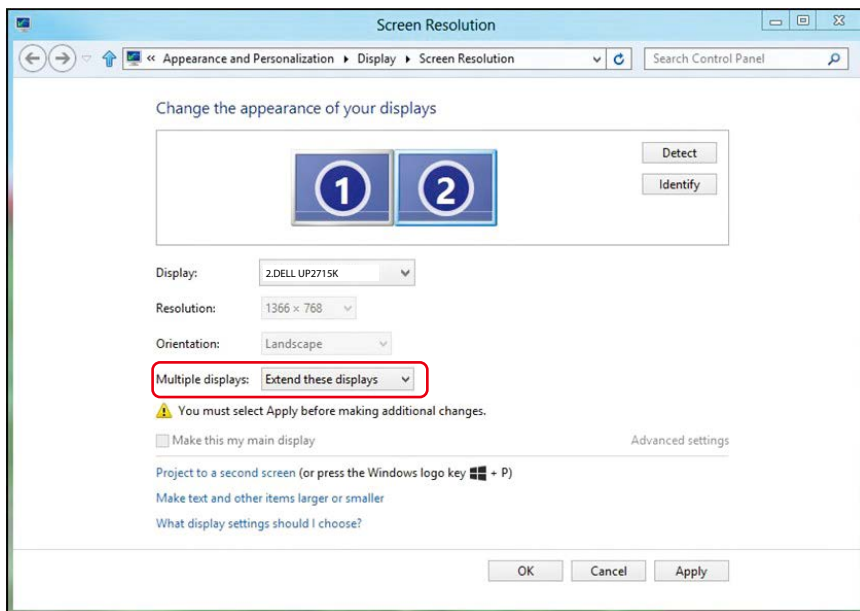 Screen Resolution
« Appearance and Personalization ▸ Display ▸ Screen Resolution
Search Control Panel
Change the appearance of your displays
1 2
Detect
Identify
Display: 2.DELL UP2715K
Resolution: 1366 × 768
Orientation: Landscape
Multiple displays: Extend these displays
You must select Apply before making additional changes.
Make this my main display Advanced settings
Project to a second screen (or press the Windows logo key + P)
Make text and other items larger or smaller
What display settings should I choose?
OK Cancel Apply